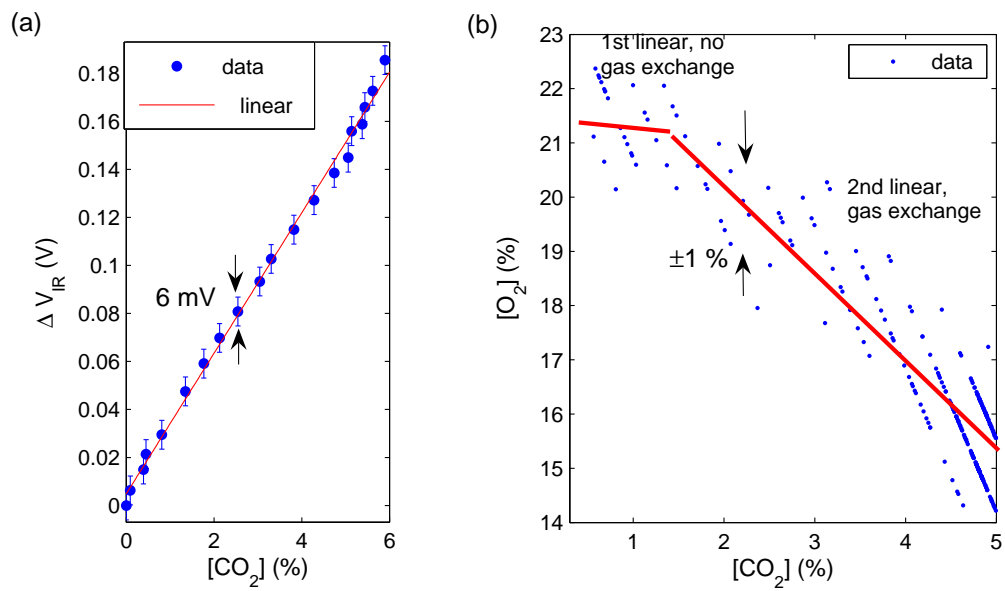 (a)
0.18
0.16
0.14
0.12
0.1
0.08
0.06
0.04
0.02
0
Δ V_IR (V)
data
linear
6 mV
0 2 4 6
[CO₂] (%)
(b)
23
22
21
20
19
18
17
16
15
14
[O₂] (%)
1st linear, no
gas exchange
data
2nd linear,
gas exchange
±1 %
1 2 3 4 5
[CO₂] (%)